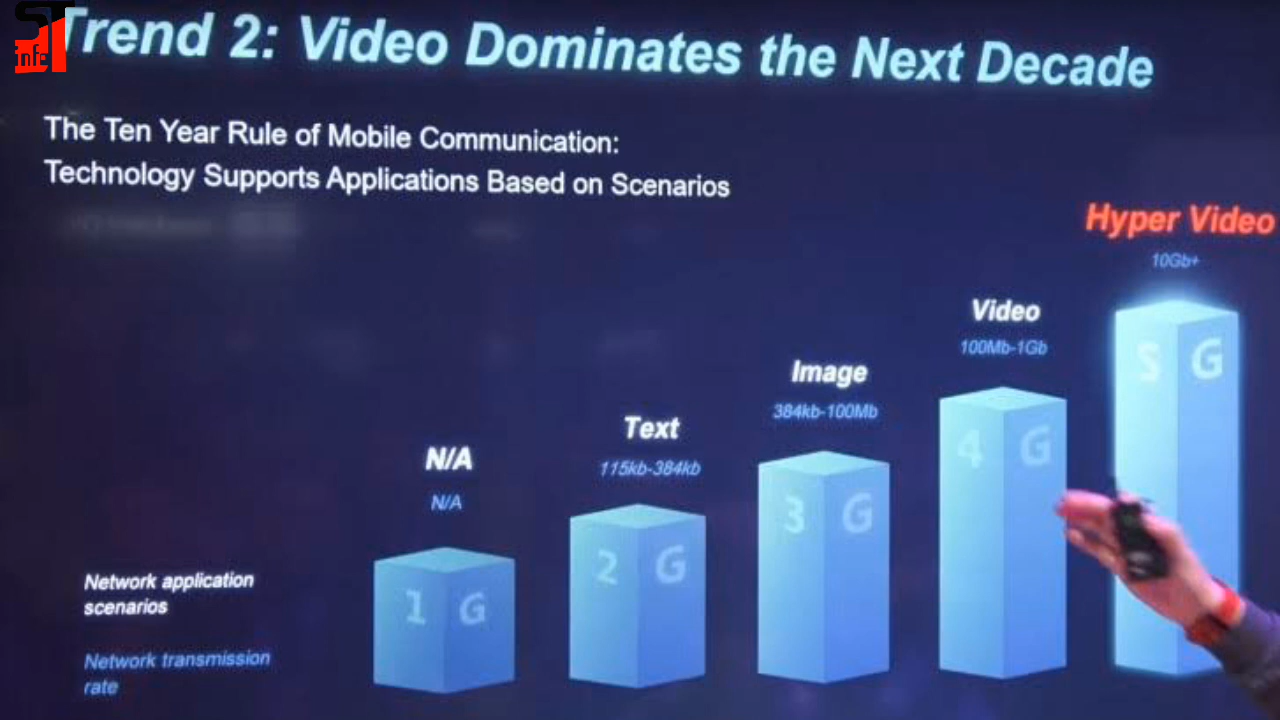 ST
Infc
Trend 2: Video Dominates the Next Decade
The Ten Year Rule of Mobile Communication:
Technology Supports Applications Based on Scenarios
Hyper Video
10Gb+
Video
100Mb-1Gb
Image
384kb-100Mb
Text
115kb-384kb
N/A
N/A
5 G
4 G
3 G
2 G
1 G
Network application
scenarios
Network transmission
rate